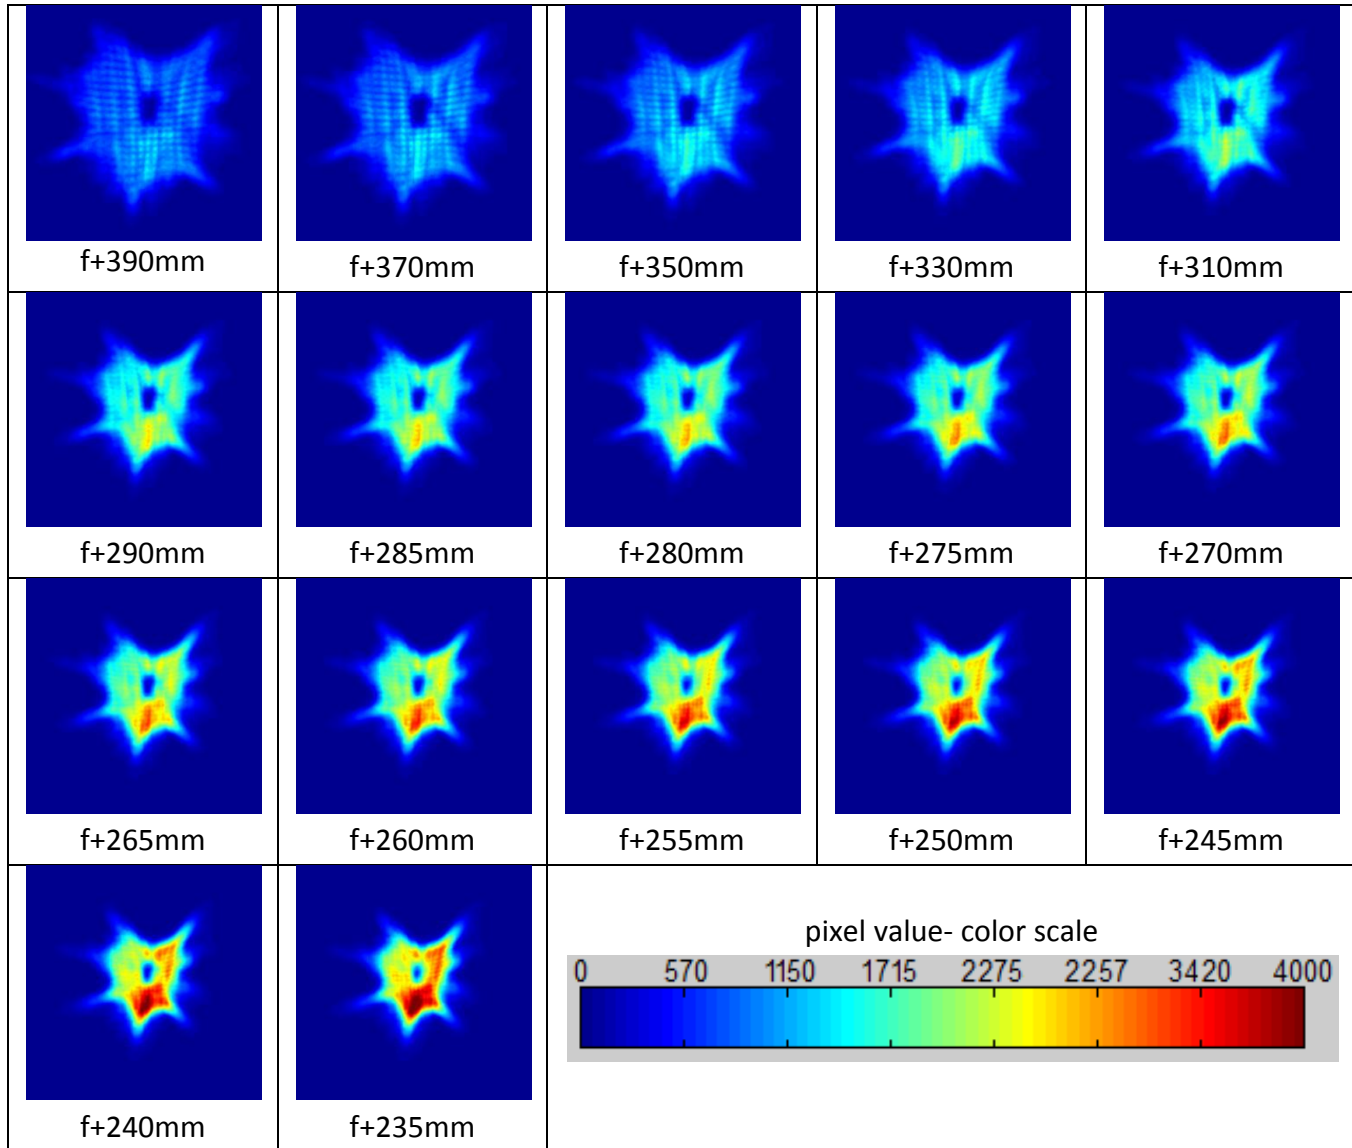 f+390mm f+370mm f+350mm f+330mm f+310mm
f+290mm f+285mm f+280mm f+275mm f+270mm
f+265mm f+260mm f+255mm f+250mm f+245mm
pixel value- color scale
0 570 1150 1715 2275 2257 3420 4000
f+240mm f+235mm